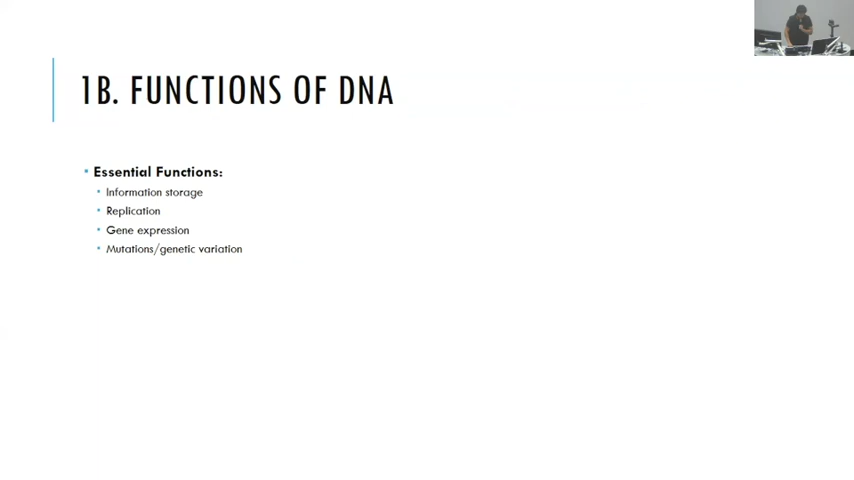 1B. FUNCTIONS OF DNA
Essential Functions:
Information storage
Replication
Gene expression
Mutations/genetic variation